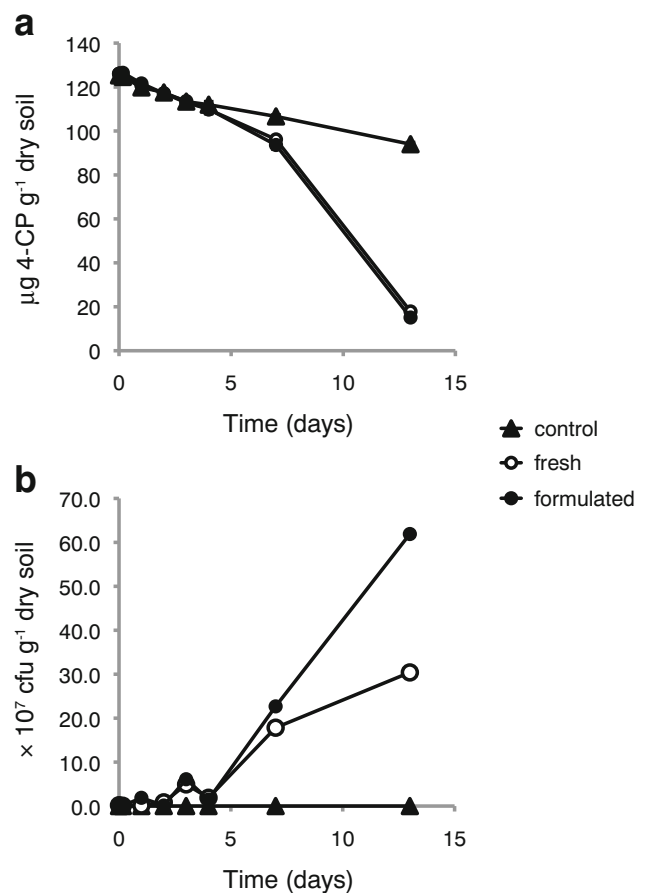 a
µg 4-CP g⁻¹ dry soil
140
120
100
80
60
40
20
0
0 5 10 15
Time (days)
control
fresh
formulated
b
× 10⁷ cfu g⁻¹ dry soil
70.0
60.0
50.0
40.0
30.0
20.0
10.0
0.0
0 5 10 15
Time (days)